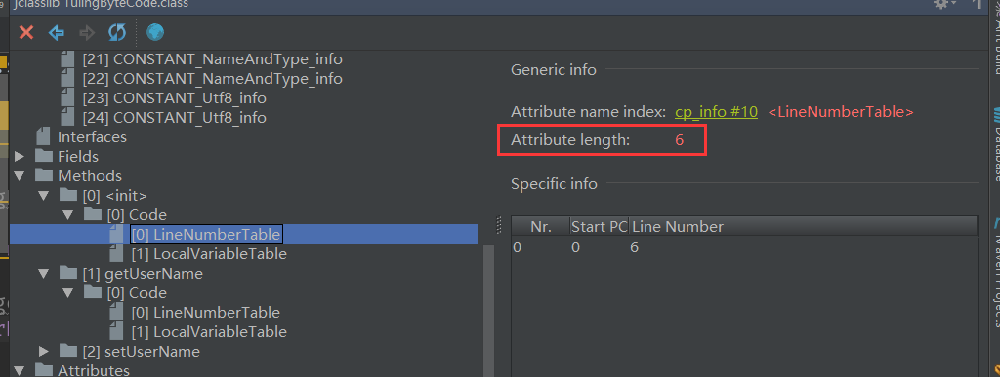 jclasslib TulingByteCode.class
[21] CONSTANT_NameAndType_info
[22] CONSTANT_NameAndType_info
[23] CONSTANT_Utf8_info
[24] CONSTANT_Utf8_info
Interfaces
Fields
Methods
[0] <init>
[0] Code
[0] LineNumberTable
[1] LocalVariableTable
[1] getUserName
[0] Code
[0] LineNumberTable
[1] LocalVariableTable
[2] setUserName
Attributes
Generic info
Attribute name index: cp_info #10 <LineNumberTable>
Attribute length: 6
Specific info
Nr. Start PC Line Number
0 0 6
Ant Build
Database
Maven Projects